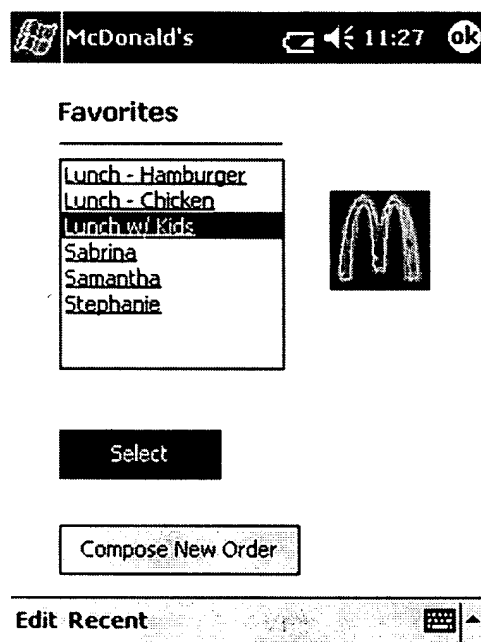 McDonald's 11:27 ok
Favorites
Lunch - Hamburger
Lunch - Chicken
Lunch w/ Kids
Sabrina
Samantha
Stephanie
Select
Compose New Order
Edit Recent